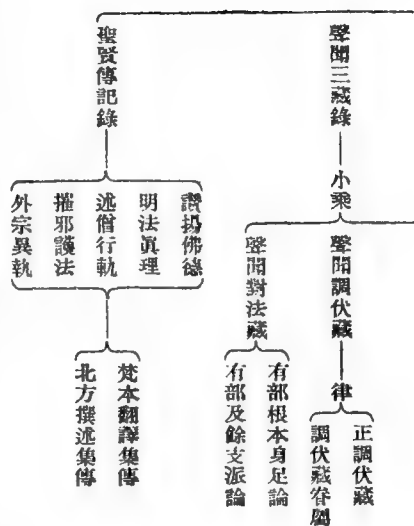 聲聞三藏錄
小乘
聲聞調伏藏
律
正調伏藏
調伏藏眷屬
聲聞對法藏
有部根本身足論
有部及餘支派論
聖賢傳記錄
讚揚佛德
明法眞理
述僧行軌
摧邪護法
外宗異執
梵本翻譯集傳
北方撰述集傳